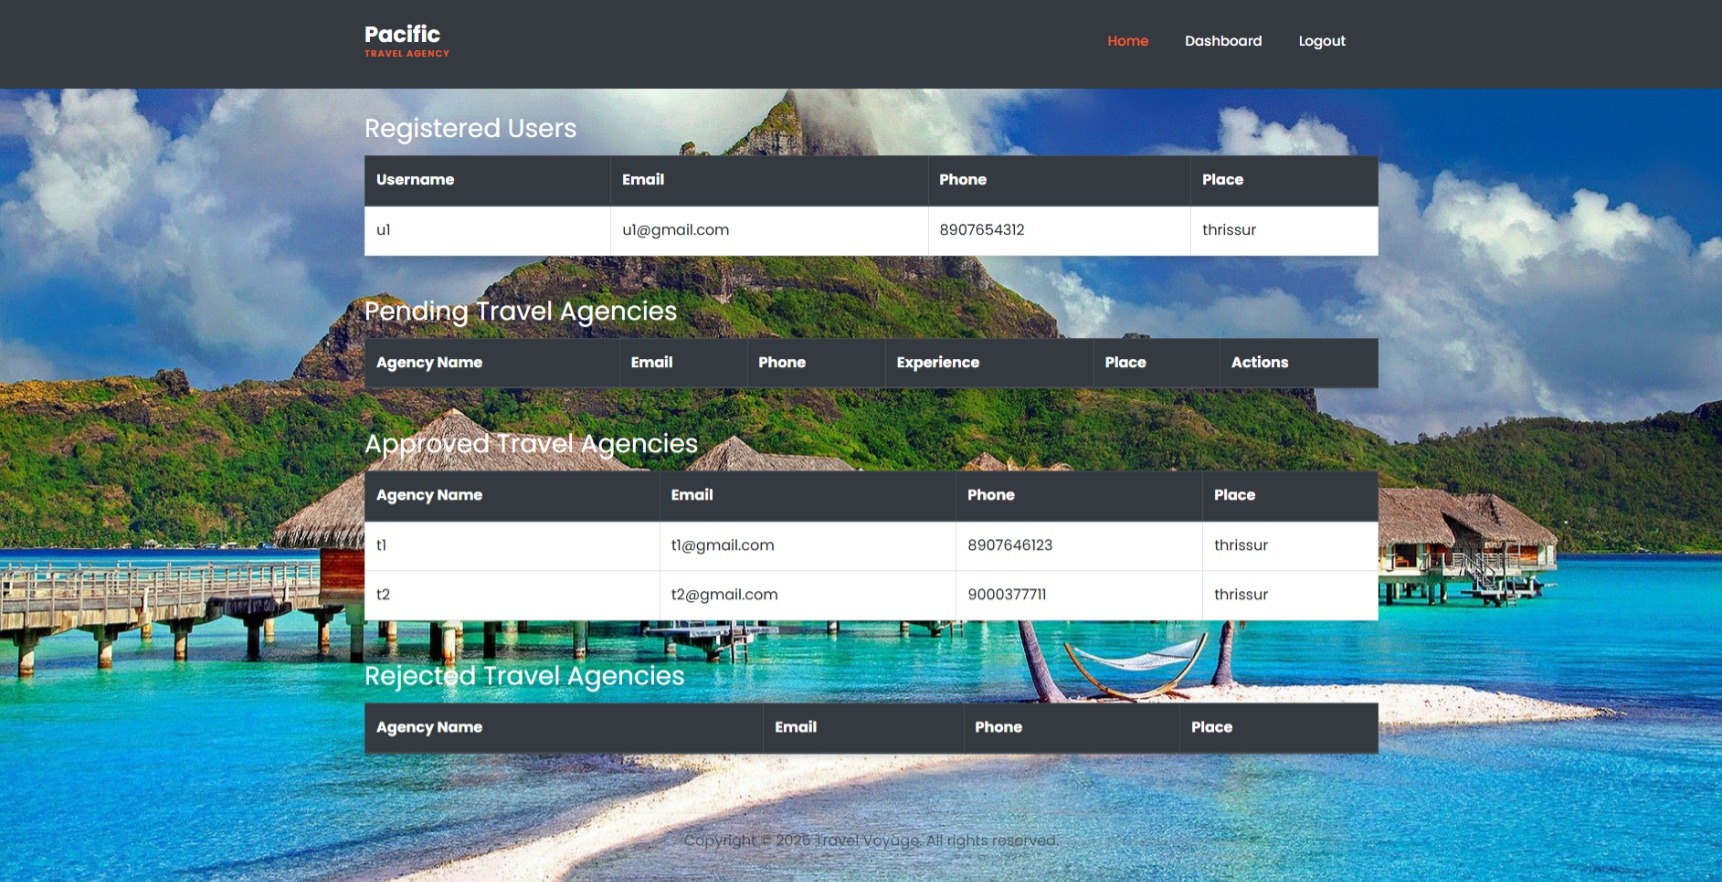 Pacific
TRAVEL AGENCY
Home Dashboard Logout
Registered Users
Username Email Phone Place
u1 u1@gmail.com 8907654312 thrissur
Pending Travel Agencies
Agency Name Email Phone Experience Place Actions
Approved Travel Agencies
Agency Name Email Phone Place
t1 t1@gmail.com 8907646123 thrissur
t2 t2@gmail.com 9000377711 thrissur
Rejected Travel Agencies
Agency Name Email Phone Place
Copyright © 2025 Travel Voyage. All rights reserved.